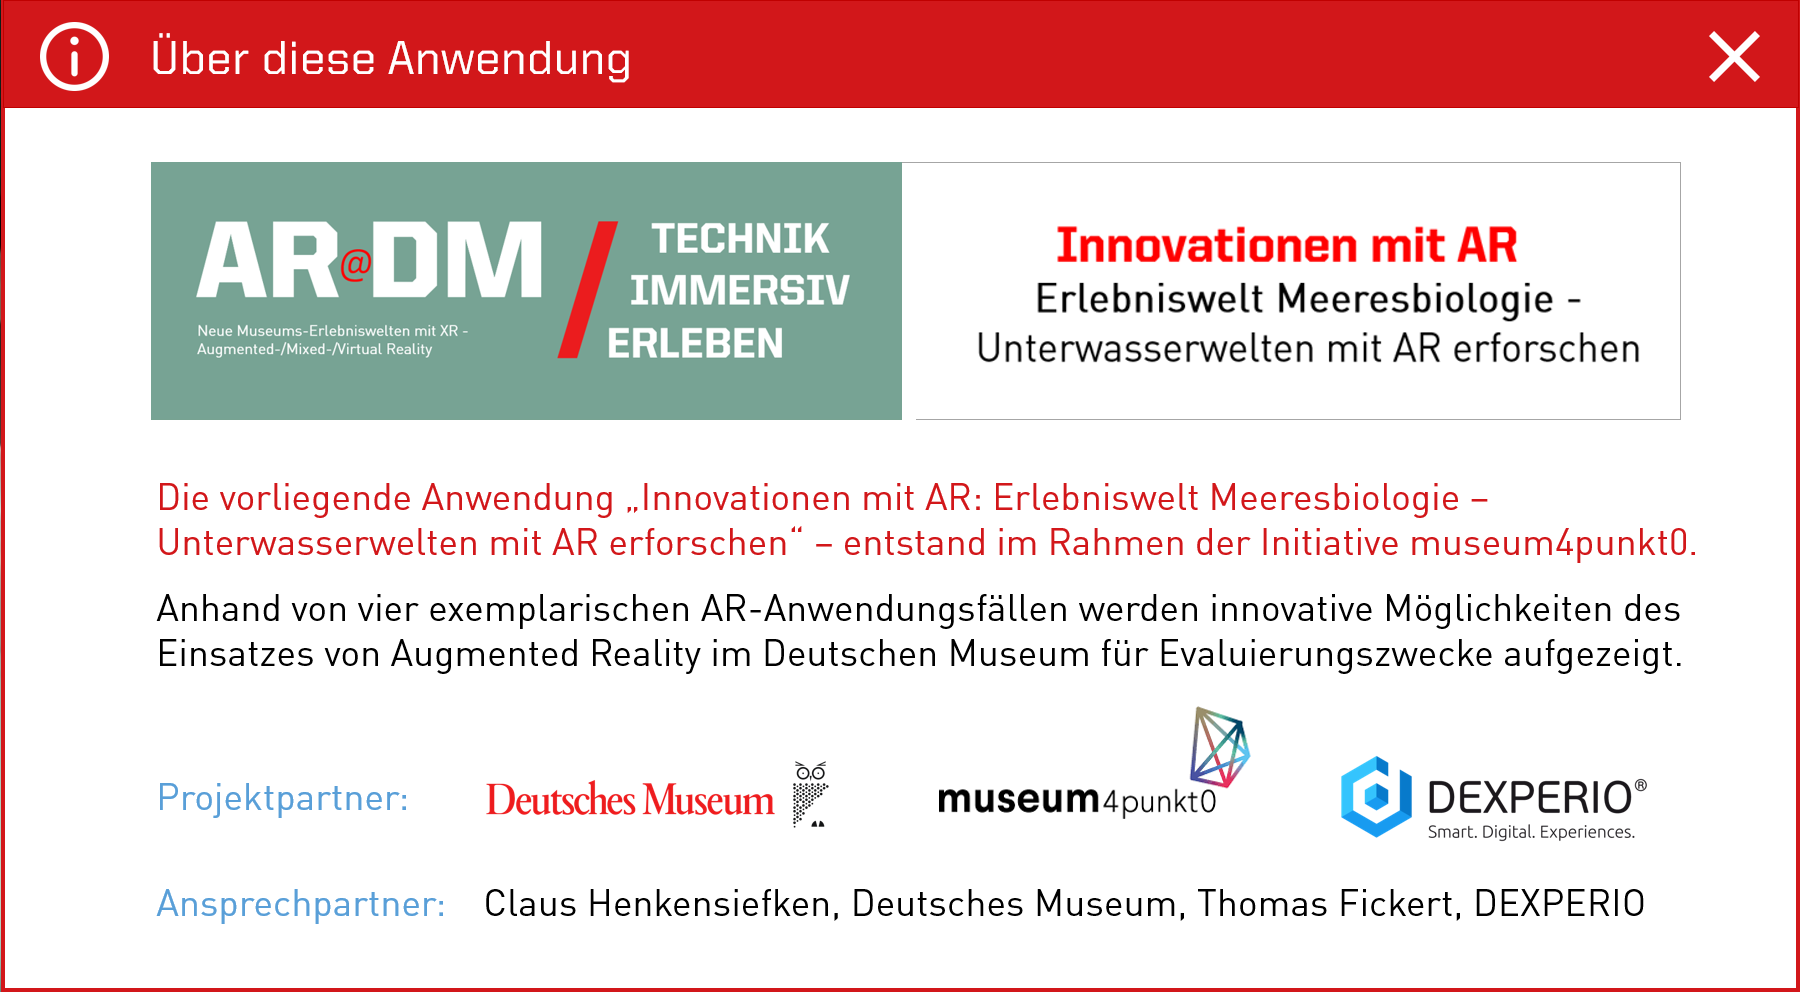 Über diese Anwendung
AR@DM
Neue Museums-Erlebniswelten mit XR -
Augmented-/Mixed-/Virtual Reality
TECHNIK
IMMERSIV
ERLEBEN
Innovationen mit AR
Erlebniswelt Meeresbiologie -
Unterwasserwelten mit AR erforschen
Die vorliegende Anwendung „Innovationen mit AR: Erlebniswelt Meeresbiologie –
Unterwasserwelten mit AR erforschen“ – entstand im Rahmen der Initiative museum4punkt0.
Anhand von vier exemplarischen AR-Anwendungsfällen werden innovative Möglichkeiten des
Einsatzes von Augmented Reality im Deutschen Museum für Evaluierungszwecke aufgezeigt.
Projektpartner:
Deutsches Museum
museum4punkt0
DEXPERIO®
Smart. Digital. Experiences.
Ansprechpartner: Claus Henkensiefken, Deutsches Museum, Thomas Fickert, DEXPERIO